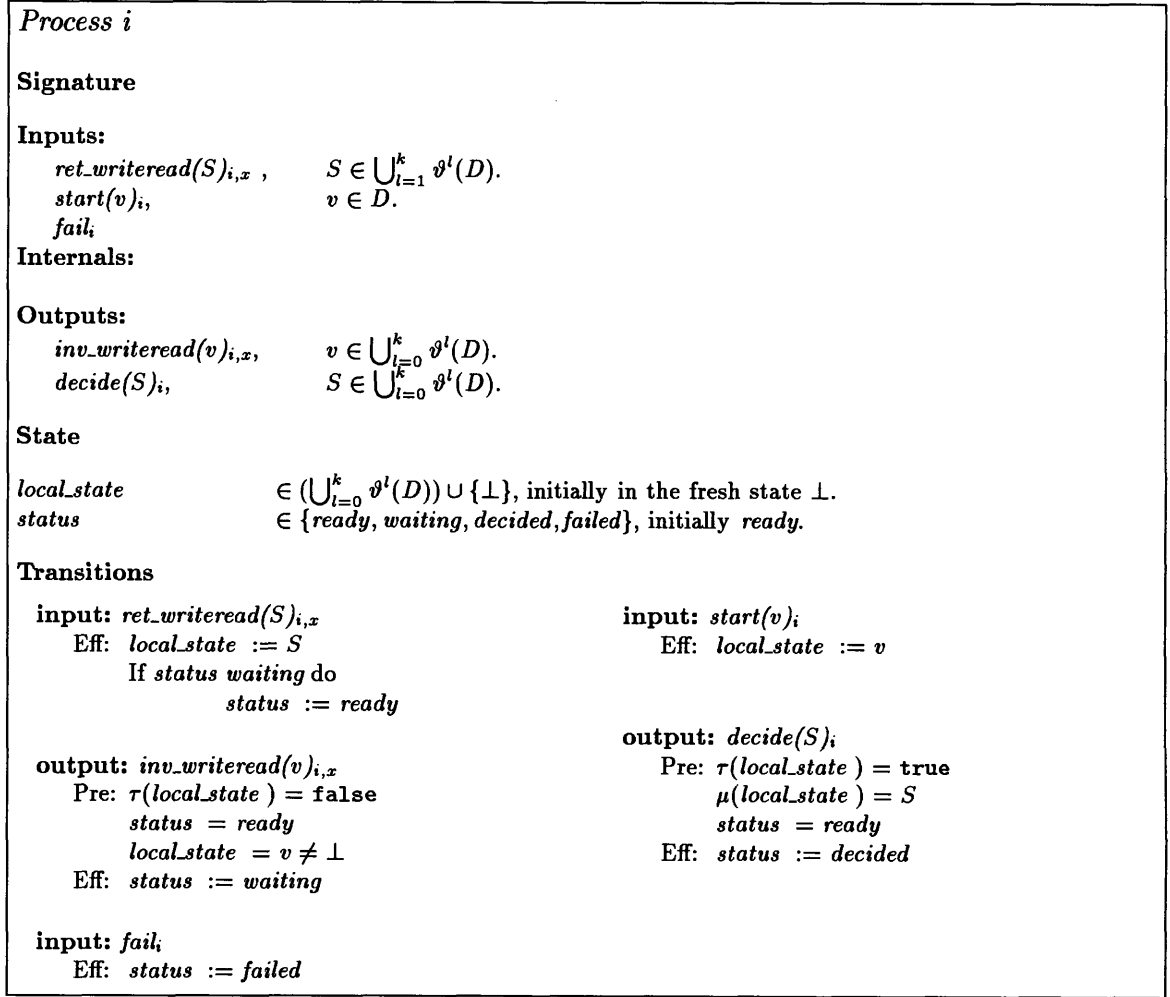 Process i
Signature
Inputs:
ret_writeread(S)_{i,x} , S ∈ ⋃_{l=1}^{k} ϑ^l(D).
start(v)_i, v ∈ D.
fail_i
Internals:
Outputs:
inv_writeread(v)_{i,x}, v ∈ ⋃_{l=0}^{k} ϑ^l(D).
decide(S)_i, S ∈ ⋃_{l=0}^{k} ϑ^l(D).
State
local_state ∈ (⋃_{l=0}^{k} ϑ^l(D)) ∪ {⊥}, initially in the fresh state ⊥.
status ∈ {ready, waiting, decided, failed}, initially ready.
Transitions
input: ret_writeread(S)_{i,x}
Eff: local_state := S
If status waiting do
status := ready
output: inv_writeread(v)_{i,x}
Pre: τ(local_state ) = false
status = ready
local_state = v ≠ ⊥
Eff: status := waiting
input: fail_i
Eff: status := failed
input: start(v)_i
Eff: local_state := v
output: decide(S)_i
Pre: τ(local_state ) = true
μ(local_state ) = S
status = ready
Eff: status := decided